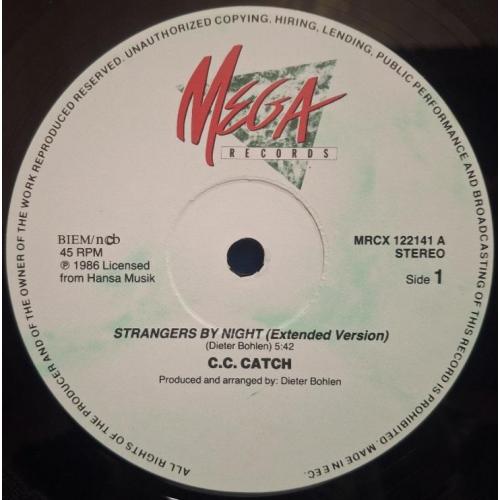 ALL RIGHTS OF THE PRODUCER AND OF THE OWNER OF THE WORK REPRODUCED RESERVED. UNAUTHORIZED COPYING, HIRING, LENDING, PUBLIC PERFORMANCE AND BROADCASTING OF THIS RECORD IS PROHIBITED. MADE IN EEC.
MEGA
RECORDS
BIEM/ncb
45 RPM
℗ 1986 Licensed
from Hansa Musik
MRCX 122141 A
STEREO
Side 1
STRANGERS BY NIGHT (Extended Version)
(Dieter Bohlen) 5:42
C.C. CATCH
Produced and arranged by: Dieter Bohlen